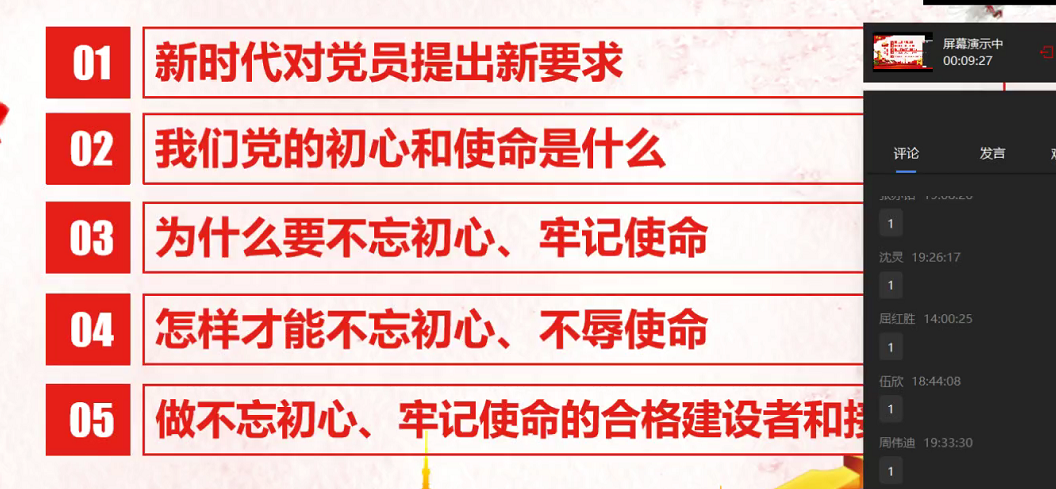 01 新时代对党员提出新要求
02 我们党的初心和使命是什么
03 为什么要不忘初心、牢记使命
04 怎样才能不忘初心、不辱使命
05 做不忘初心、牢记使命的合格建设者和接
屏幕演示中
00:09:27
评论 发言
1
沈灵 19:26:17
1
屈红胜 14:00:25
1
伍欣 18:44:08
1
周伟迪 19:33:30
1